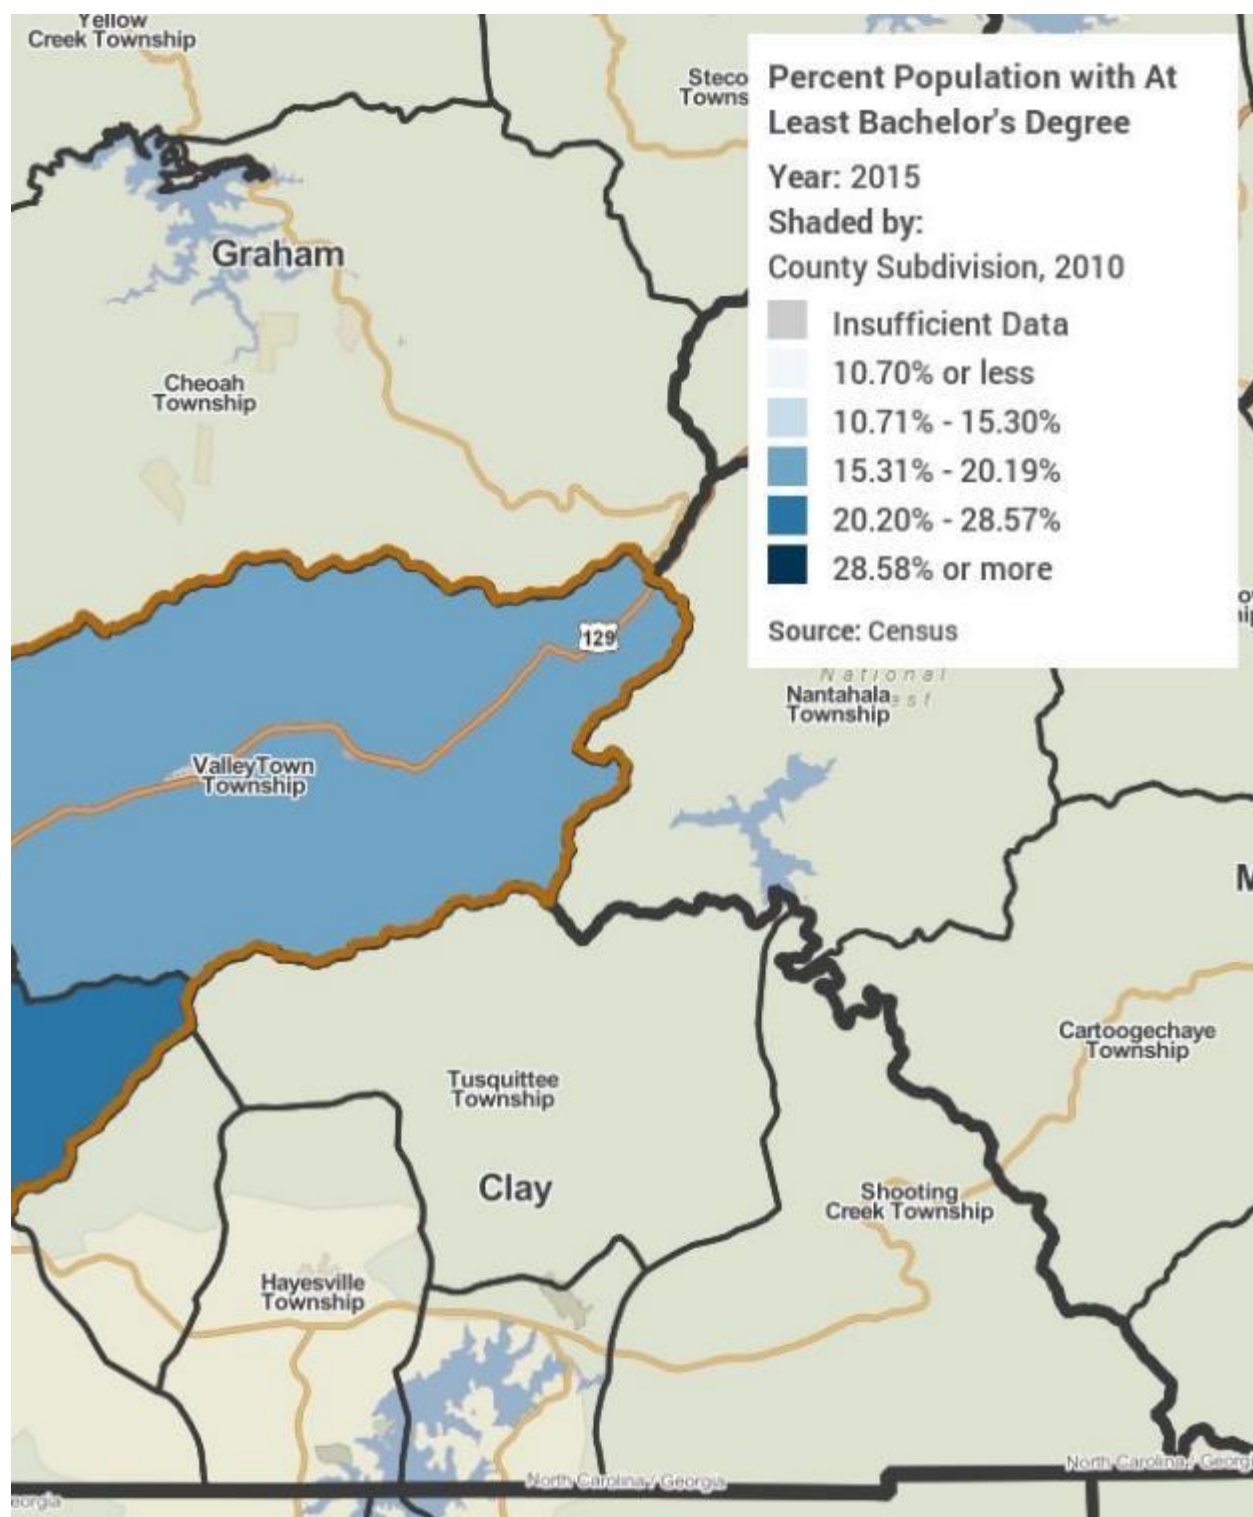 Yellow
Creek Township
Steco
Towns
Percent Population with At
Least Bachelor's Degree
Year: 2015
Shaded by:
County Subdivision, 2010
Insufficient Data
10.70% or less
10.71% - 15.30%
15.31% - 20.19%
20.20% - 28.57%
28.58% or more
Source: Census
Graham
Cheoah
Township
129
National
Nantahala
Township
ValleyTown
Township
Cartoogechaye
Township
Tusquittee
Township
Clay
Shooting
Creek Township
Hayesville
Township
North Carolina / Georgia
North Carolina / Georg
eorgia